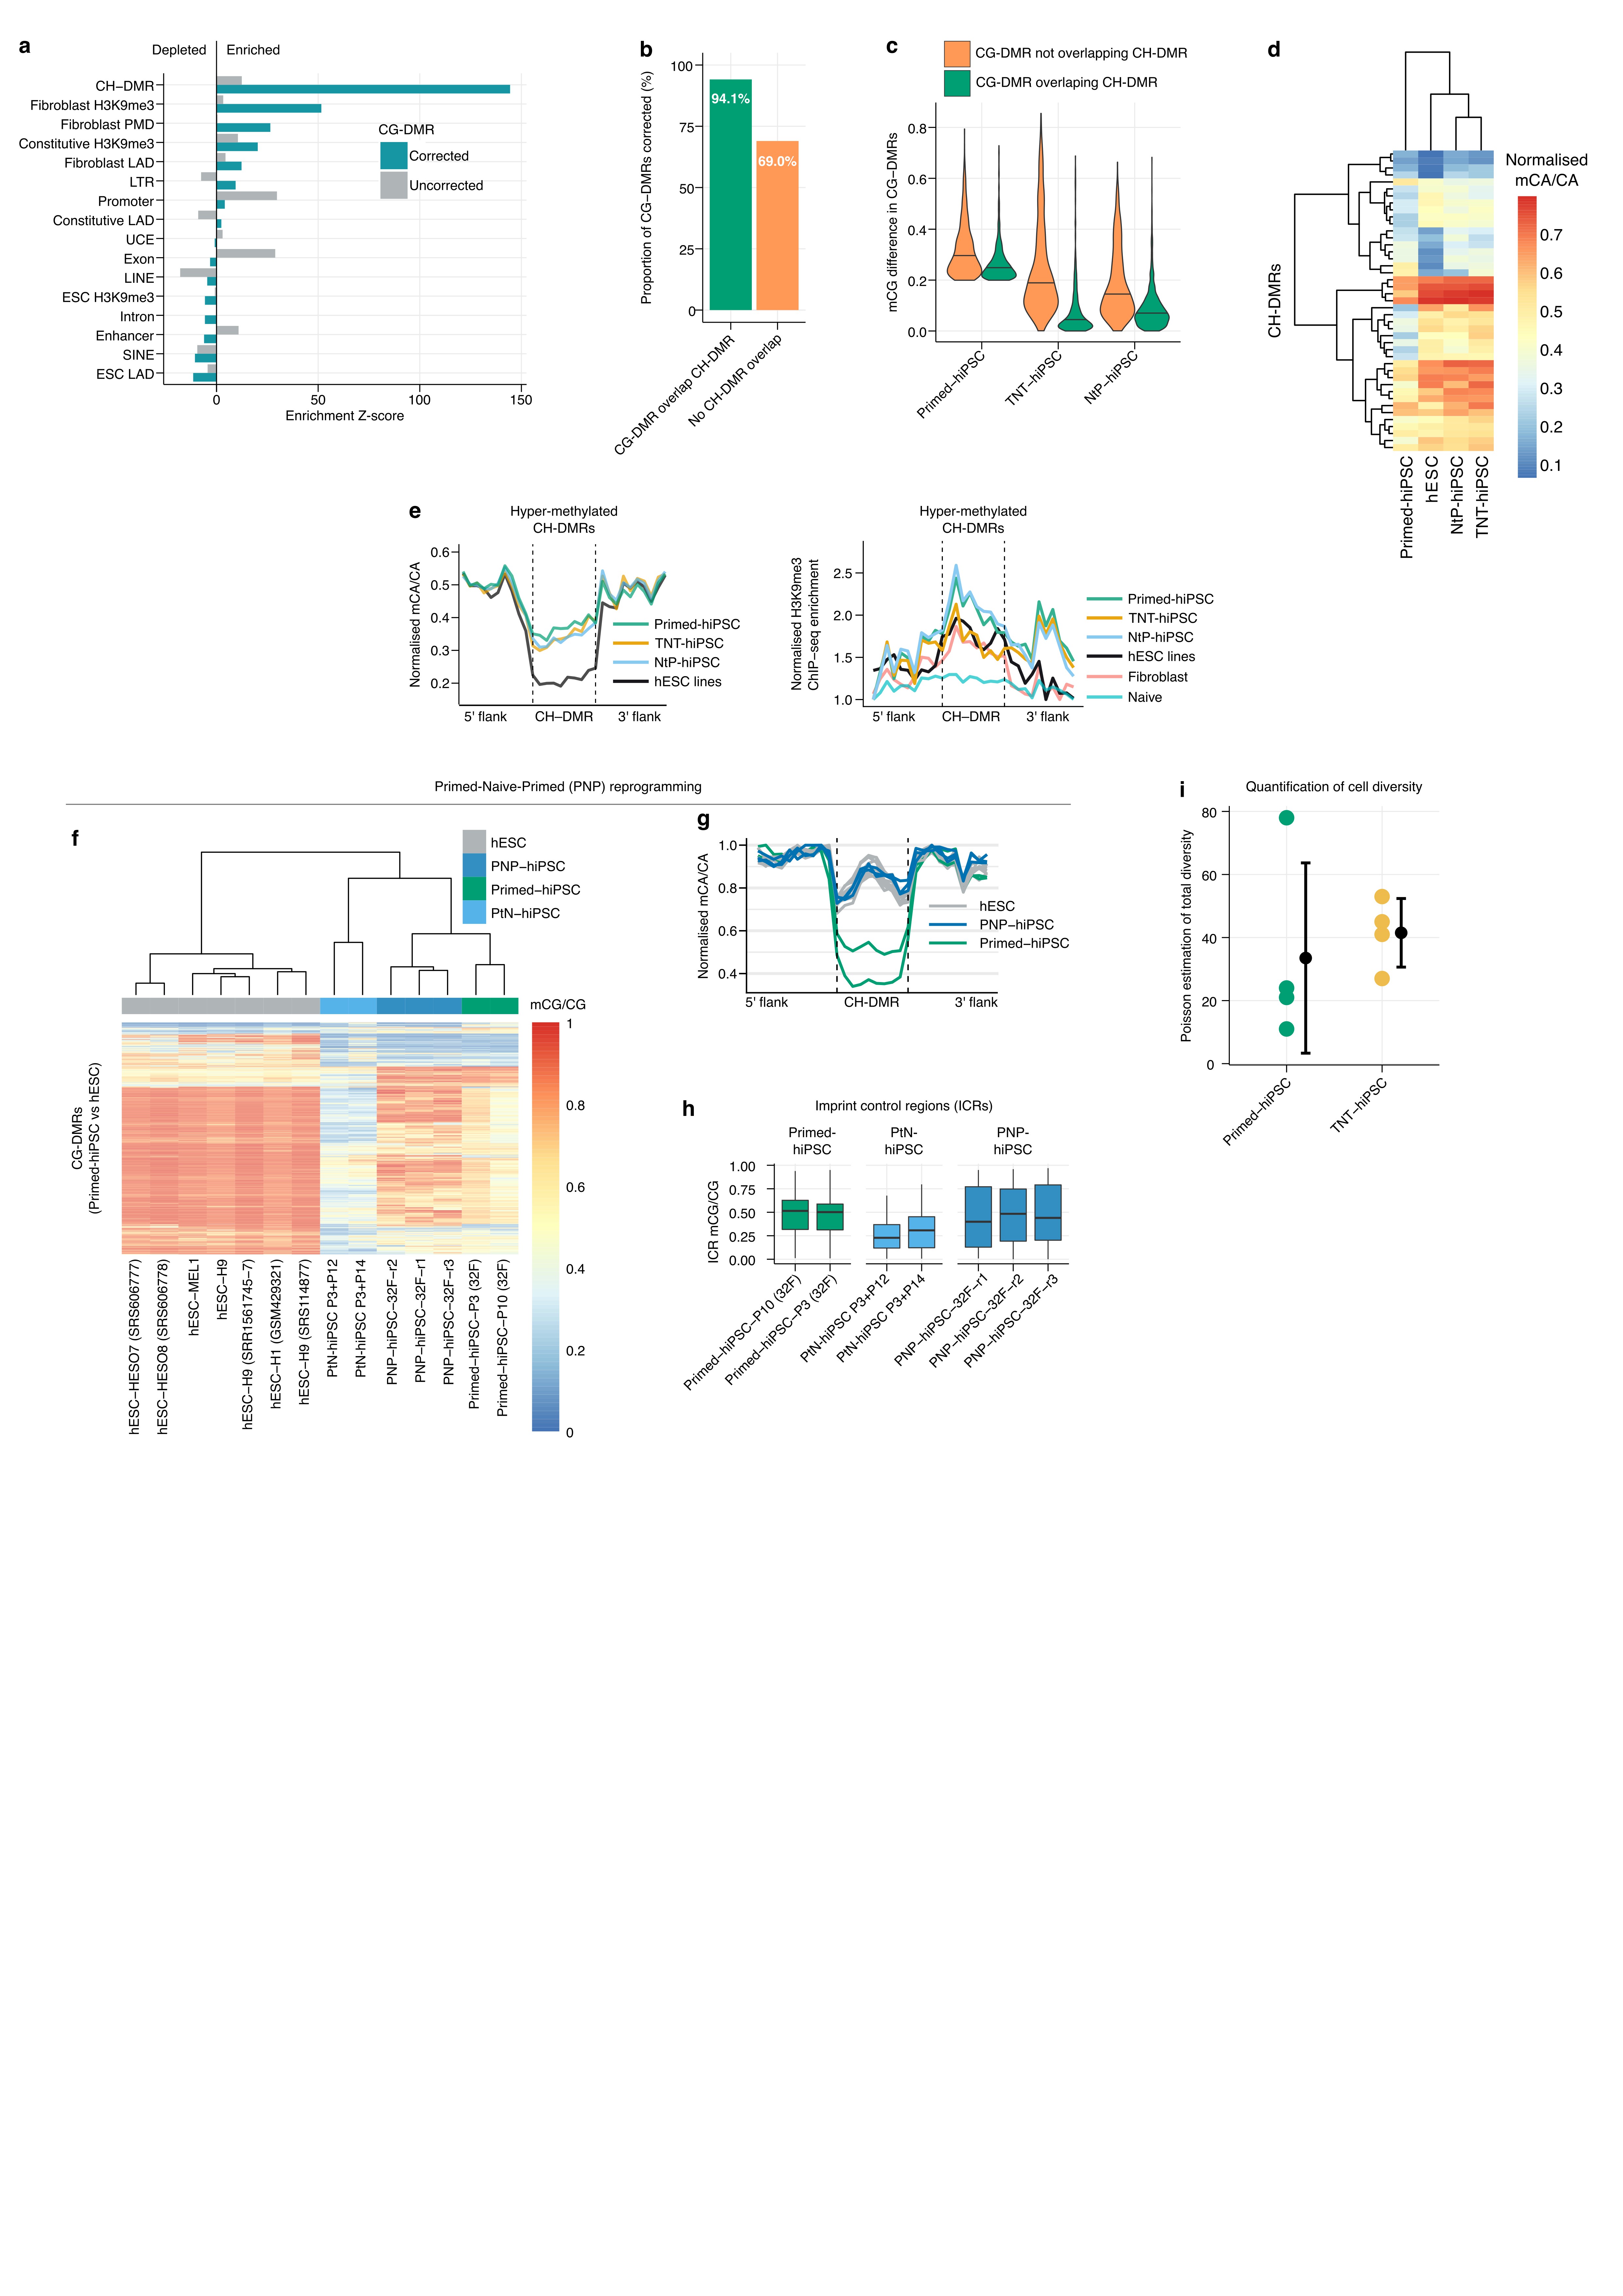 a
Depleted
Enriched
CH–DMR
Fibroblast H3K9me3
Fibroblast PMD
Constitutive H3K9me3
Fibroblast LAD
LTR
Promoter
Constitutive LAD
UCE
Exon
LINE
ESC H3K9me3
Intron
Enhancer
SINE
ESC LAD
CG-DMR
Corrected
Uncorrected
0
50
100
150
Enrichment Z-score
b
Proportion of CG–DMRs corrected (%)
100
75
50
25
0
94.1%
69.0%
CG-DMR overlap CH-DMR
No CH-DMR overlap
c
CG-DMR not overlapping CH-DMR
CG-DMR overlaping CH-DMR
mCG difference in CG–DMRs
0.8
0.6
0.4
0.2
0.0
Primed–hiPSC
TNT–hiPSC
NtP–hiPSC
d
CH-DMRs
Normalised
mCA/CA
0.7
0.6
0.5
0.4
0.3
0.2
0.1
Primed-hiPSC
hESC
NtP-hiPSC
TNT-hiPSC
e
Hyper-methylated
CH-DMRs
Normalised mCA/CA
0.6
0.5
0.4
0.3
0.2
Primed-hiPSC
TNT-hiPSC
NtP-hiPSC
hESC lines
5' flank
CH–DMR
3' flank
Hyper-methylated
CH-DMRs
Normalised H3K9me3
ChIP–seq enrichment
2.5
2.0
1.5
1.0
Primed-hiPSC
TNT-hiPSC
NtP-hiPSC
hESC lines
Fibroblast
Naive
5' flank
CH–DMR
3' flank
Primed-Naive-Primed (PNP) reprogramming
f
hESC
PNP–hiPSC
Primed–hiPSC
PtN–hiPSC
mCG/CG
1
0.8
0.6
0.4
0.2
0
CG-DMRs
(Primed-hiPSC vs hESC)
hESC–HESO7 (SRS606777)
hESC–HESO8 (SRS606778)
hESC–MEL1
hESC–H9
hESC–H9 (SRR1561745–7)
hESC–H1 (GSM429321)
hESC–H9 (SRS114877)
PtN-hiPSC P3+P12
PtN-hiPSC P3+P14
PNP–hiPSC–32F–r2
PNP–hiPSC–32F–r1
PNP–hiPSC–32F–r3
Primed–hiPSC–P3 (32F)
Primed–hiPSC–P10 (32F)
g
Normalised mCA/CA
1.0
0.8
0.6
0.4
hESC
PNP–hiPSC
Primed–hiPSC
5' flank
CH-DMR
3' flank
h
Imprint control regions (ICRs)
Primed-
hiPSC
PtN-
hiPSC
PNP-
hiPSC
ICR mCG/CG
1.00
0.75
0.50
0.25
0.00
Primed–hiPSC–P10 (32F)
Primed–hiPSC–P3 (32F)
PtN-hiPSC P3+P12
PtN-hiPSC P3+P14
PNP–hiPSC–32F–r1
PNP–hiPSC–32F–r2
PNP–hiPSC–32F–r3
i
Quantification of cell diversity
Poisson estimation of total diversity
80
60
40
20
0
Primed–hiPSC
TNT–hiPSC